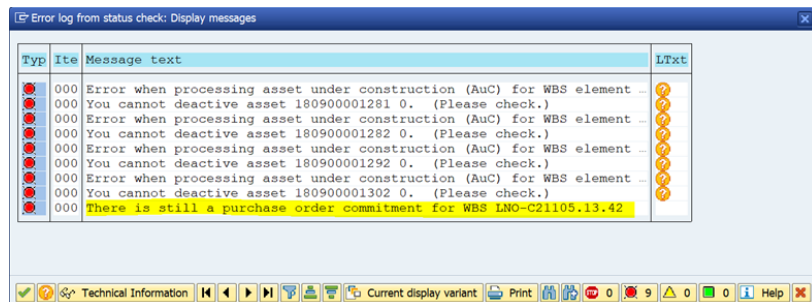 Error log from status check: Display messages
Typ Ite Message text LTxt
000 Error when processing asset under construction (AuC) for WBS element ...
000 You cannot deactive asset 180900001281 0. (Please check.)
000 Error when processing asset under construction (AuC) for WBS element ...
000 You cannot deactive asset 180900001282 0. (Please check.)
000 Error when processing asset under construction (AuC) for WBS element ...
000 You cannot deactive asset 180900001292 0. (Please check.)
000 Error when processing asset under construction (AuC) for WBS element ...
000 You cannot deactive asset 180900001302 0. (Please check.)
000 There is still a purchase order commitment for WBS LNO-C21105.13.42
Technical Information Current display variant Print STOP 0 9 0 0 Help